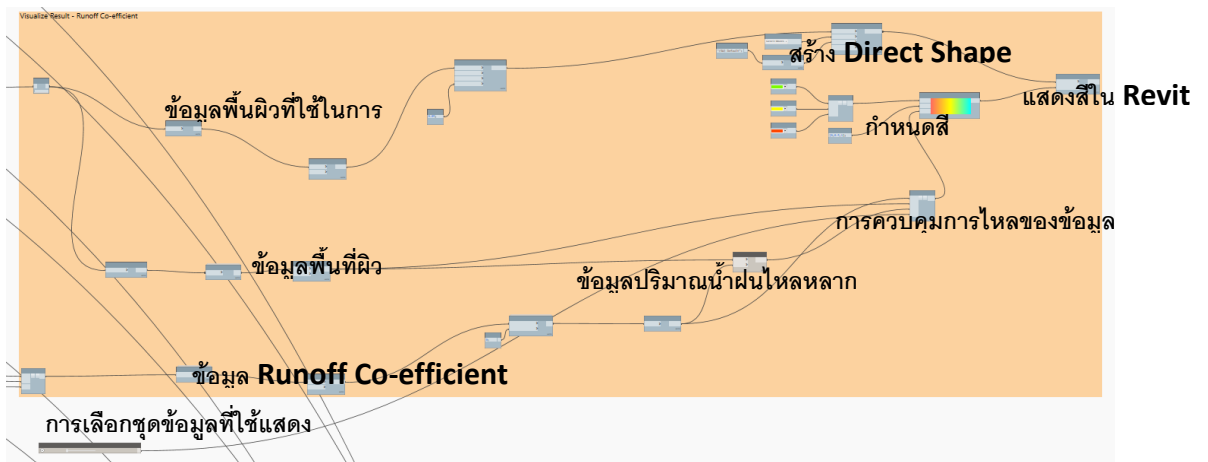 Visualize Result - Runoff Co-efficient
สร้าง Direct Shape
แสดงสีใน Revit
ข้อมูลพื้นผิวที่ใช้ในการ
กำหนดสี
การควบคุมการไหลของข้อมูล
ข้อมูลพื้นที่ผิว
ข้อมูลปริมาณน้ำฝนไหลหลาก
ข้อมูล Runoff Co-efficient
การเลือกชุดข้อมูลที่ใช้แสดง